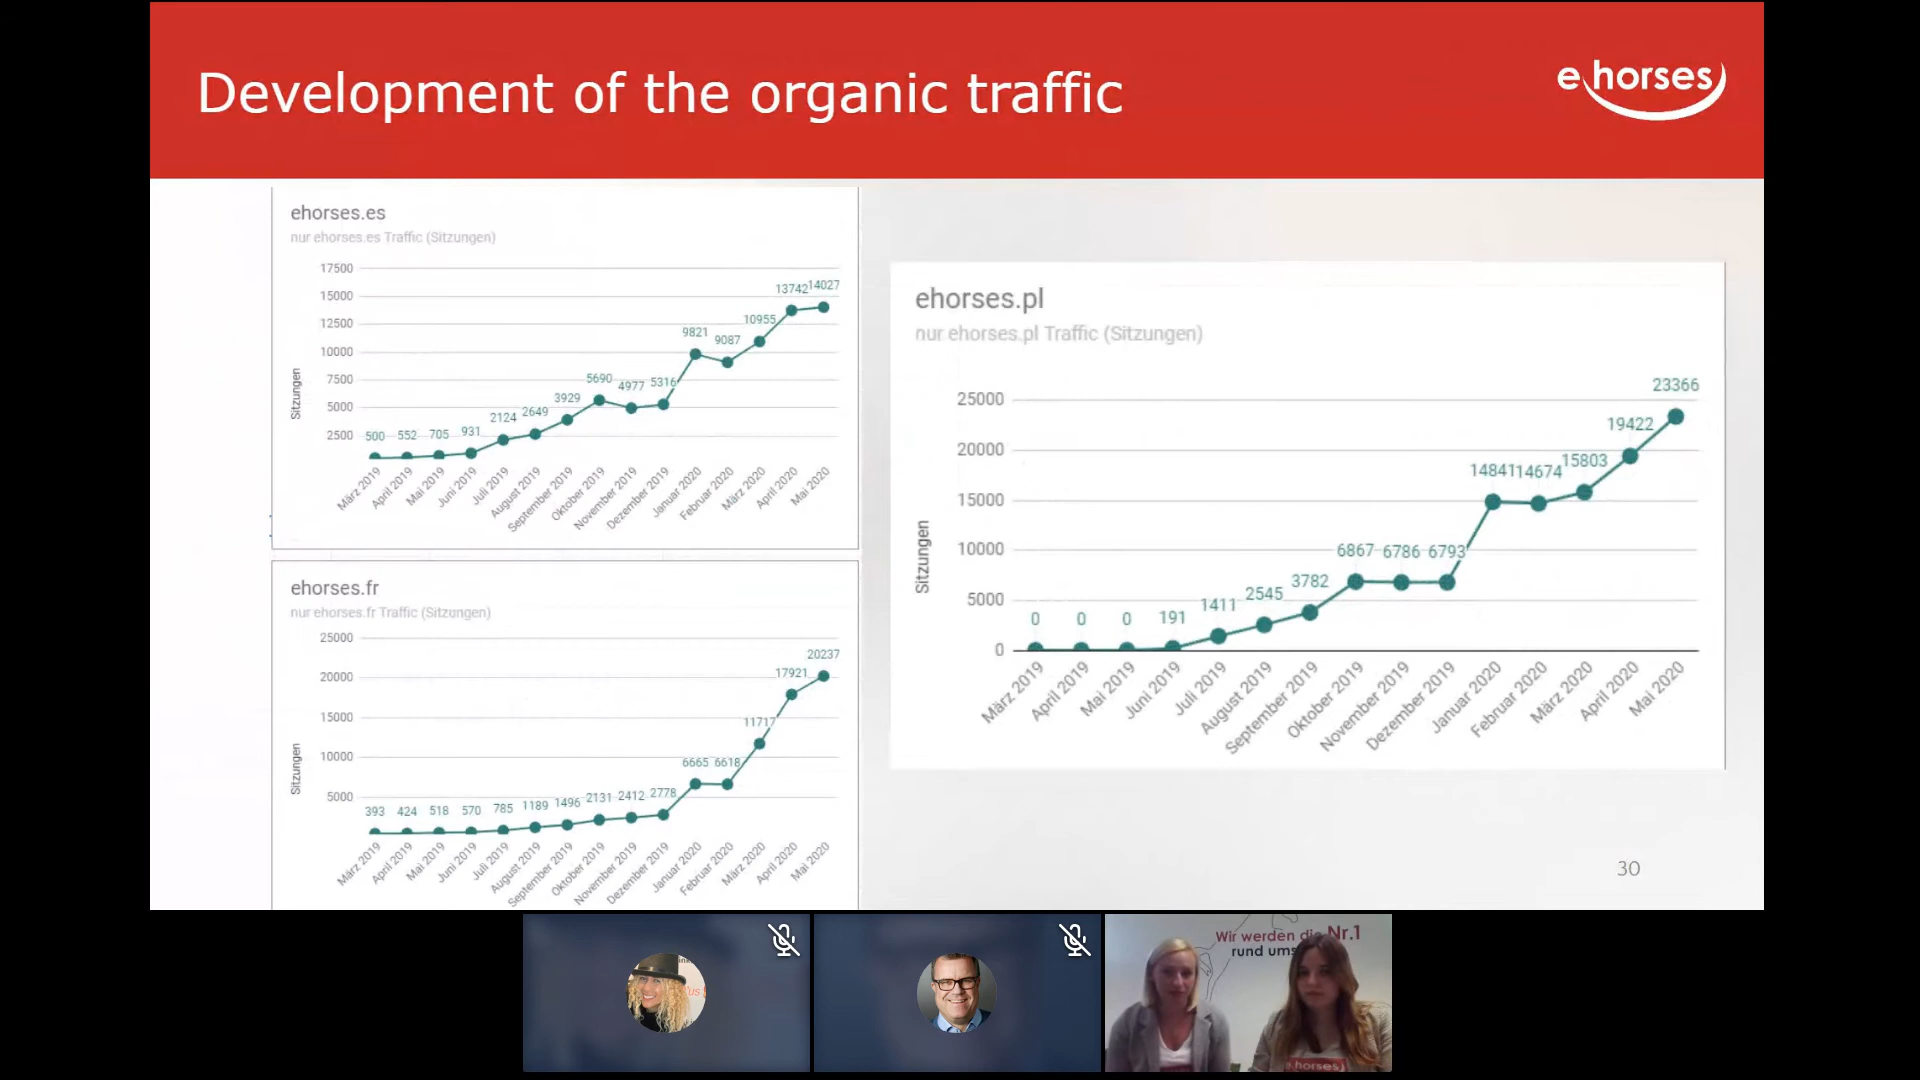 Development of the organic traffic
e horses
ehorses.es
nur ehorses.es Traffic (Sitzungen)
17500
15000
12500
10000
7500
5000
2500
Sitzungen
500 552 705 931 2124 2649 3929 5690 4977 5316 9821 9087 10955 13742 14027
März 2019 April 2019 Mai 2019 Juni 2019 Juli 2019 August 2019 September 2019 Oktober 2019 November 2019 Dezember 2019 Januar 2020 Februar 2020 März 2020 April 2020 Mai 2020
ehorses.fr
nur ehorses.fr Traffic (Sitzungen)
25000
20000
15000
10000
5000
Sitzungen
393 424 518 570 785 1189 1496 2131 2412 2778 6665 6618 11717 17921 20237
März 2019 April 2019 Mai 2019 Juni 2019 Juli 2019 August 2019 September 2019 Oktober 2019 November 2019 Dezember 2019 Januar 2020 Februar 2020 März 2020 April 2020 Mai 2020
ehorses.pl
nur ehorses.pl Traffic (Sitzungen)
25000
20000
15000
10000
5000
0
Sitzungen
0 0 0 191 1411 2545 3782 6867 6786 6793 14841 14674 15803 19422 23366
März 2019 April 2019 Mai 2019 Juni 2019 Juli 2019 August 2019 September 2019 Oktober 2019 November 2019 Dezember 2019 Januar 2020 Februar 2020 März 2020 April 2020 Mai 2020
30
Wir werden die Nr.1
rund ums
e horses